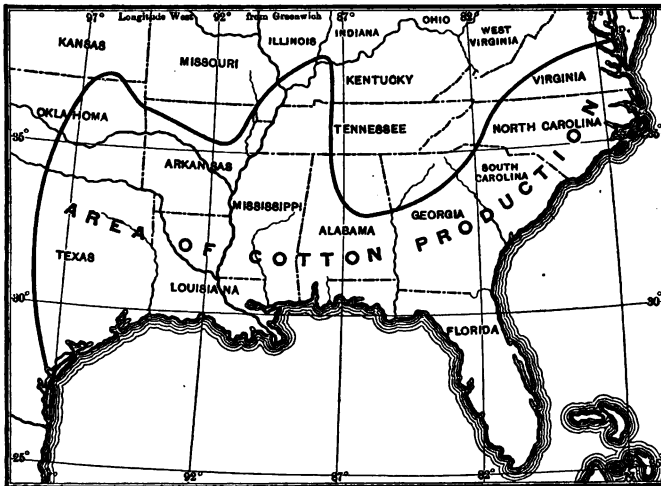 97° Longitude West 92° from Greenwich 87° 82° 77°
OHIO
INDIANA
ILLINOIS
WEST
VIRGINIA
KANSAS
MISSOURI
KENTUCKY
VIRGINIA
OKLAHOMA
TENNESSEE
NORTH CAROLINA
35°
35°
ARKANSAS
SOUTH
CAROLINA
MISSISSIPPI
ALABAMA
GEORGIA
AREA OF COTTON PRODUCTION
TEXAS
LOUISIANA
30°
30°
FLORIDA
25°
25°
92°
87°
82°